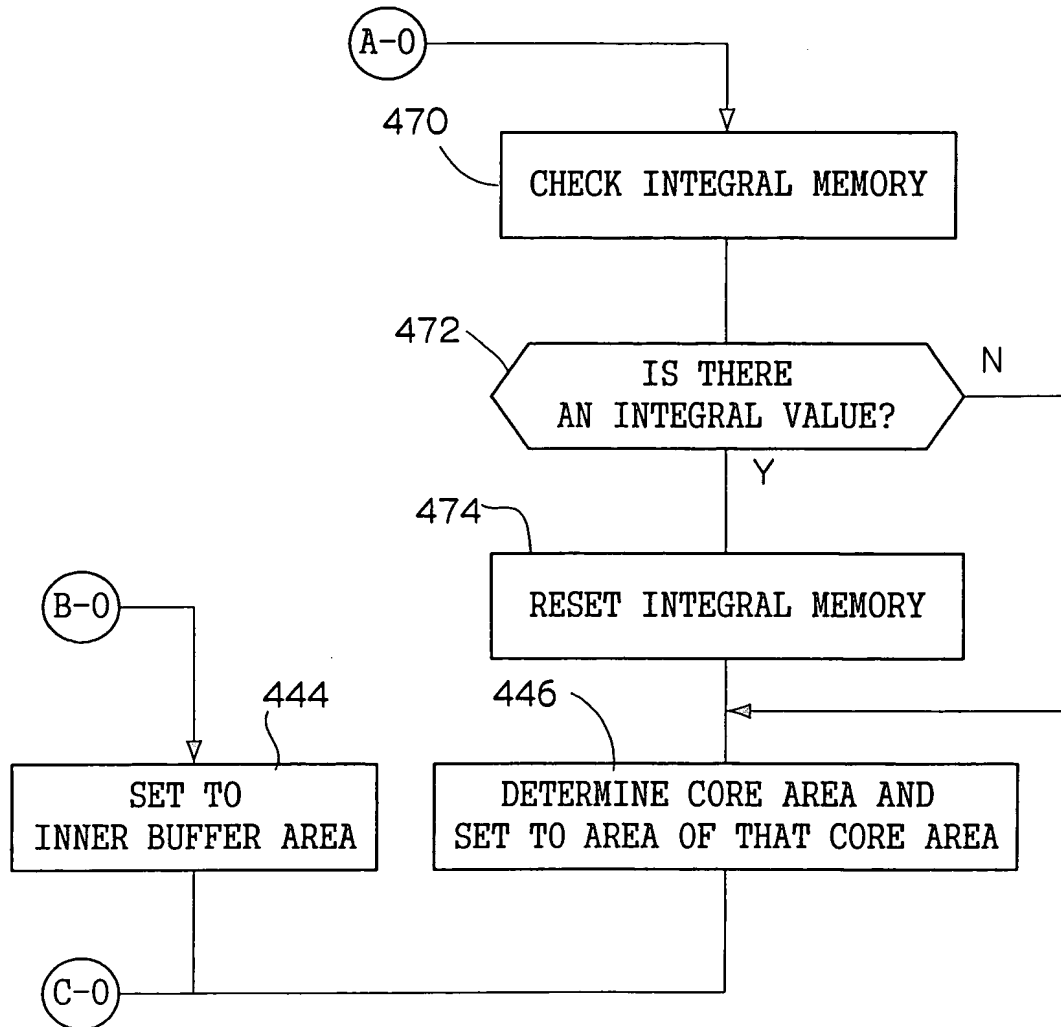 A-0
470
CHECK INTEGRAL MEMORY
472
IS THERE
AN INTEGRAL VALUE?
N
Y
474
RESET INTEGRAL MEMORY
B-0
444
SET TO
INNER BUFFER AREA
446
DETERMINE CORE AREA AND
SET TO AREA OF THAT CORE AREA
C-0